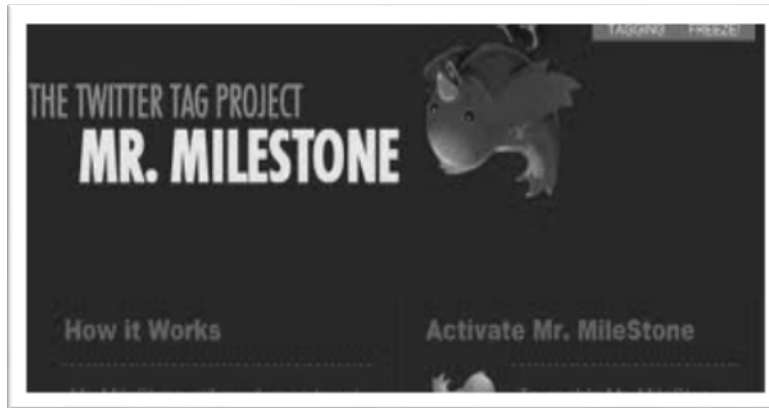 TAGGING FREEZE!
THE TWITTER TAG PROJECT
MR. MILESTONE
How it Works
Activate Mr. MileStone